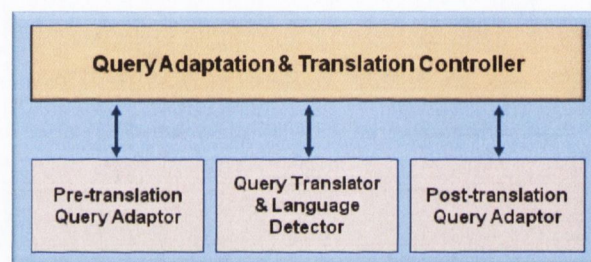 Query Adaptation & Translation Controller
Pre-translation
Query Adaptor
Query Translator
& Language
Detector
Post-translation
Query Adaptor